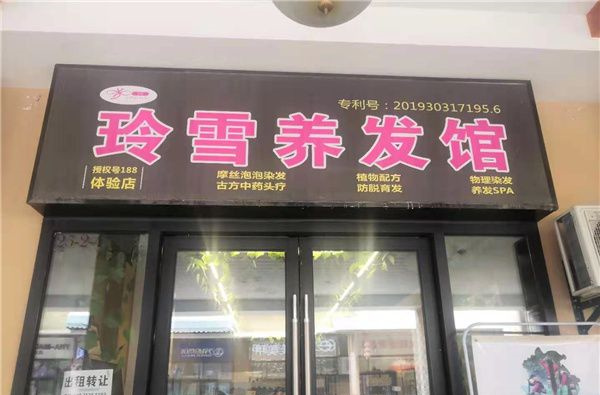 专利号：201930317195.6
玲雪养发馆
授权号188
体验店
摩丝泡泡染发
古方中药头疗
植物配方
防脱育发
物理染发
养发SPA
23-24
出租转让